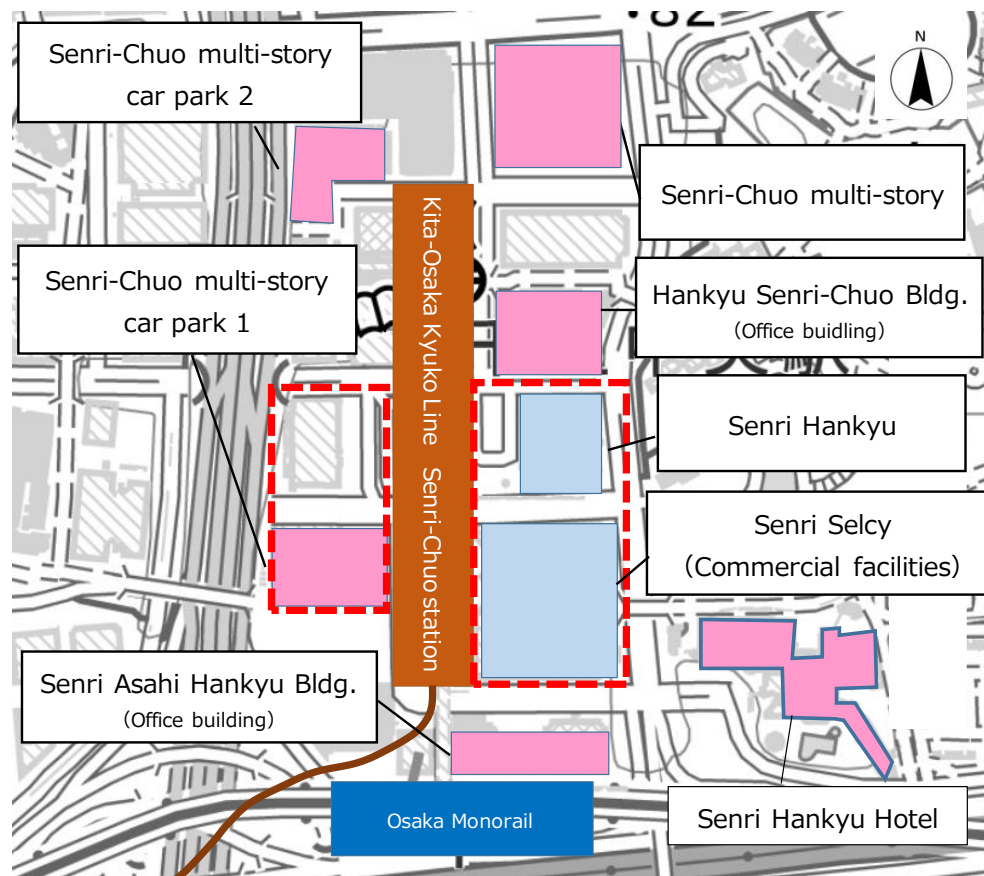 Senri-Chuo multi-story
car park 2
82
N
Senri-Chuo multi-story
Senri-Chuo multi-story
car park 1
Kita-Osaka Kyuko Line Senri-Chuo station
Hankyu Senri-Chuo Bldg.
(Office buidling)
Senri Hankyu
Senri Selcy
(Commercial facilities)
Senri Asahi Hankyu Bldg.
(Office building)
Osaka Monorail
Senri Hankyu Hotel